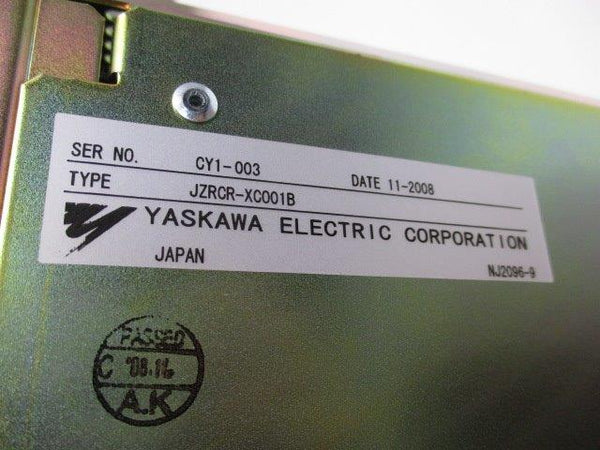 SER NO. CY1-003 DATE 11-2008
TYPE JZRCR-XC001B
YASKAWA ELECTRIC CORPORATION
JAPAN NJ2096-9
PASSED
C '08.11
A.K